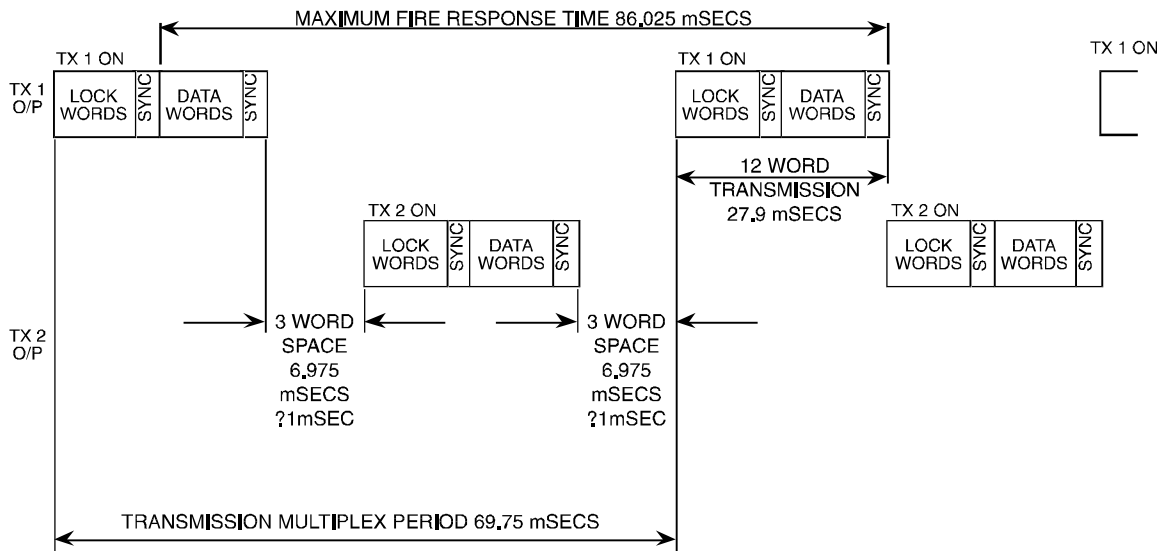 MAXIMUM FIRE RESPONSE TIME 86.025 mSECS
TX 1 ON
TX 1 ON
TX 1 ON
TX 1
O/P
LOCK
WORDS
SYNC
DATA
WORDS
SYNC
LOCK
WORDS
SYNC
DATA
WORDS
SYNC
12 WORD
TRANSMISSION
27.9 mSECS
TX 2 ON
TX 2 ON
LOCK
WORDS
SYNC
DATA
WORDS
SYNC
LOCK
WORDS
SYNC
DATA
WORDS
SYNC
TX 2
O/P
3 WORD
SPACE
6.975
mSECS
?1mSEC
3 WORD
SPACE
6.975
mSECS
?1mSEC
TRANSMISSION MULTIPLEX PERIOD 69.75 mSECS